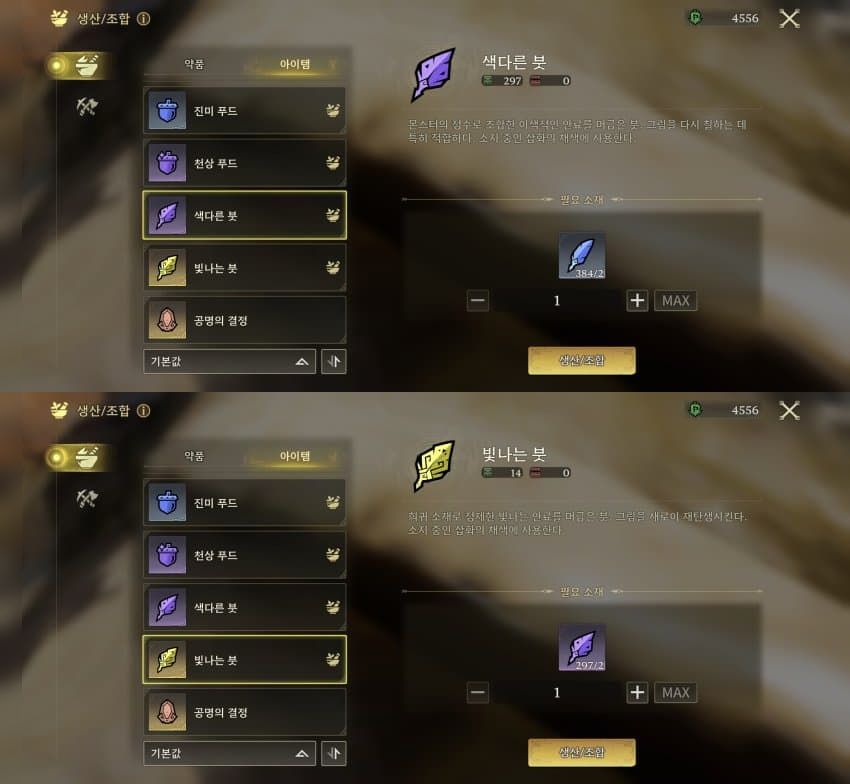 생산/조합
4556
약품
아이템
진미 푸드
천상 푸드
색다른 붓
빛나는 붓
공명의 결정
기본값
색다른 붓
297 0
몬스터의 정수로 조합한 이색적인 안료를 머금은 붓. 그림을 다시 칠하는 데
특히 적합하다. 소지 중인 삽화의 채색에 사용한다.
필요 소재
384/2
1
MAX
생산/조합
생산/조합
4556
약품
아이템
진미 푸드
천상 푸드
색다른 붓
빛나는 붓
공명의 결정
기본값
빛나는 붓
14 0
희귀 소재로 정제한 빛나는 안료를 머금은 붓. 그림을 새로이 재탄생시킨다.
소지 중인 삽화의 채색에 사용한다.
필요 소재
297/2
1
MAX
생산/조합